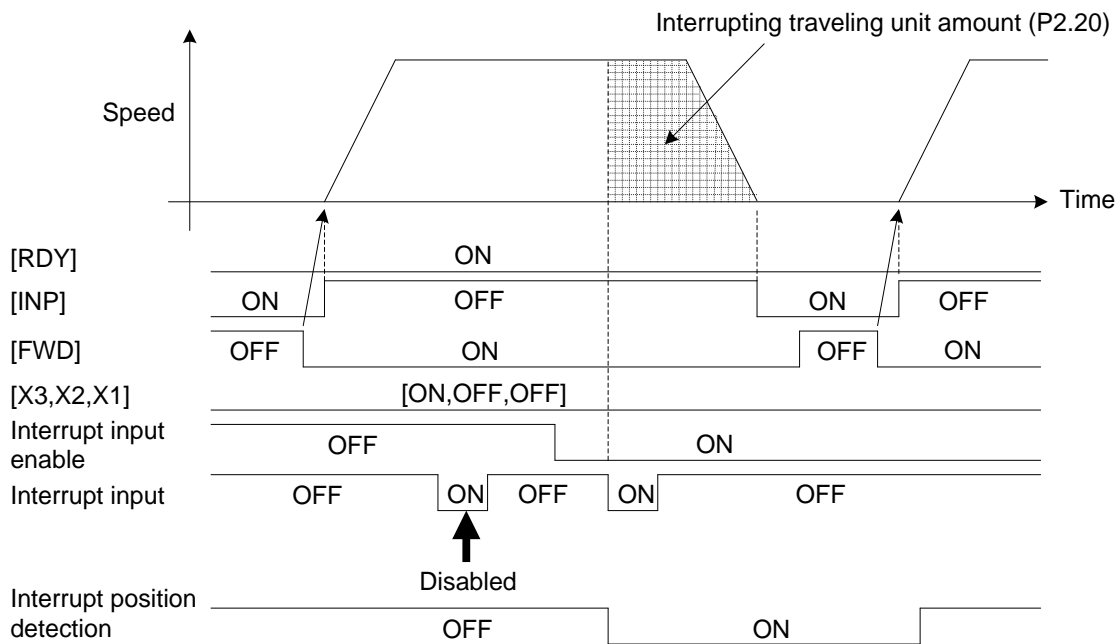 Interrupting traveling unit amount (P2.20)
Speed
Time
[RDY]
ON
[INP]
ON
OFF
ON
OFF
[FWD]
OFF
ON
OFF
ON
[X3,X2,X1]
[ON,OFF,OFF]
Interrupt input
enable
OFF
ON
Interrupt input
OFF
ON
OFF
ON
OFF
Disabled
Interrupt position
detection
OFF
ON